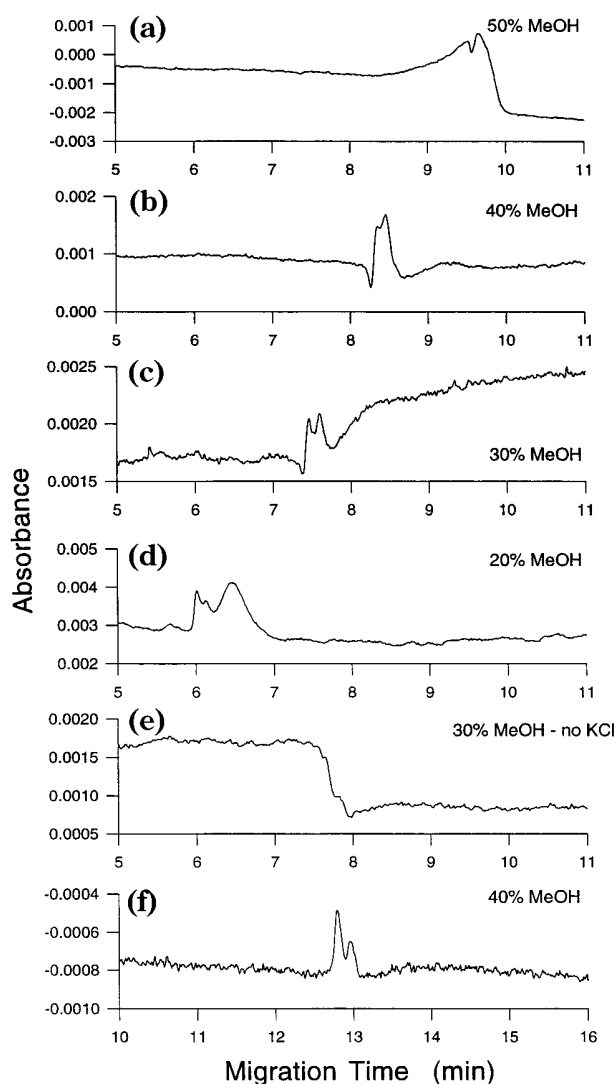 (a)
50% MeOH
0.001
0.000
-0.001
-0.002
-0.003
5 6 7 8 9 10 11
(b)
40% MeOH
0.002
0.001
0.000
5 6 7 8 9 10 11
(c)
30% MeOH
0.0025
0.0020
0.0015
5 6 7 8 9 10 11
Absorbance
(d)
20% MeOH
0.005
0.004
0.003
0.002
5 6 7 8 9 10 11
(e)
30% MeOH - no KCl
0.0020
0.0015
0.0010
0.0005
5 6 7 8 9 10 11
(f)
40% MeOH
-0.0004
-0.0006
-0.0008
-0.0010
10 11 12 13 14 15 16
Migration Time (min)